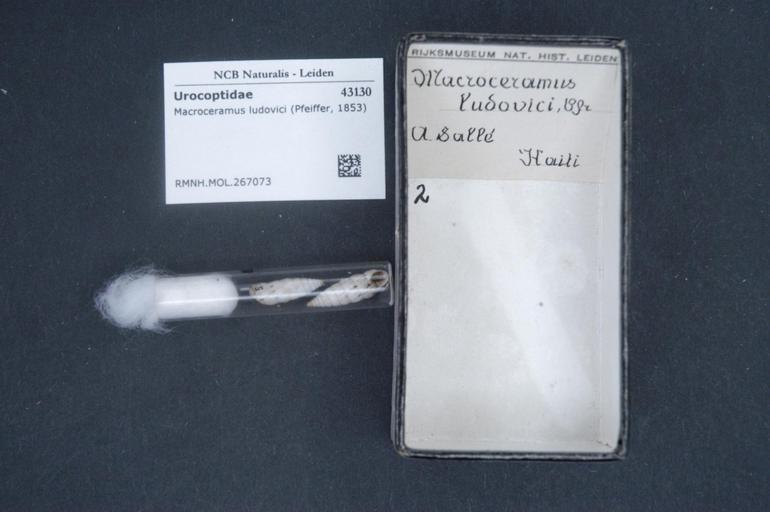 NCB Naturalis - Leiden
Urocoptidae 43130
Macroceramus ludovici (Pfeiffer, 1853)
RMNH.MOL.267073
RIJKSMUSEUM NAT. HIST. LEIDEN
Macroceramus
Ludovici, Pfr
A. Sallé
Haiti
2